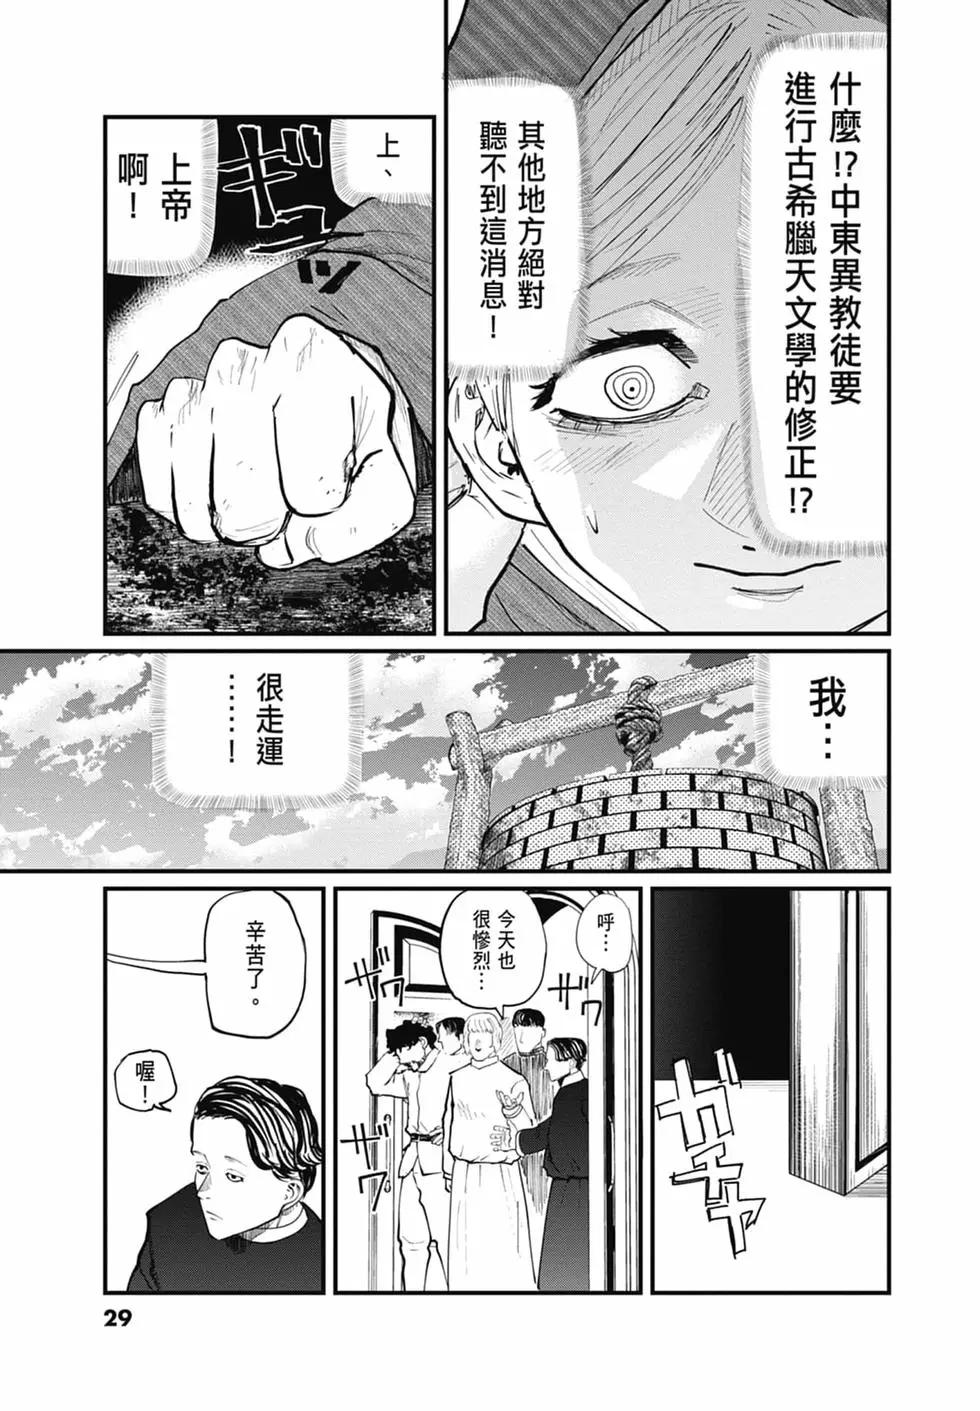 什麼!?中東異教徒要
進行古希臘天文學的修正!?
其他地方絕對
聽不到這消息!
上、
上帝
啊!
ギュッ
我…
很走運
……!
ガチャ
呼…
今天也
很慘烈…
ザワ
ザワ
ザワ
ザワ
辛苦了。
喔!
29